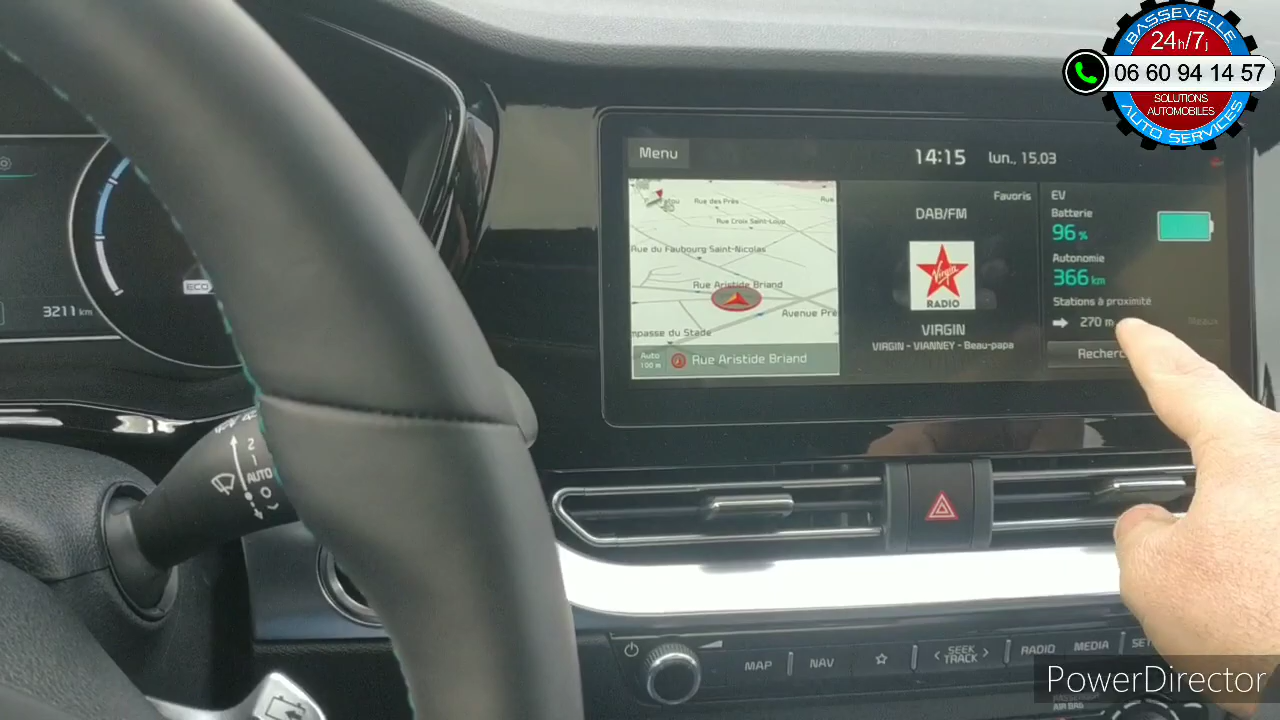 BASSEVELLE
24h/7j
06 60 94 14 57
SOLUTIONS
AUTOMOBILES
AUTO SERVICES
Menu
14:15
lun., 15.03
Rue des Prés
Rue
Rue Croix Saint-Loup
Rue du Faubourg Saint-Nicolas
Rue Aristide Briand
Avenue Pre
mpasse du Stade
Auto
100 m
Rue Aristide Briand
Favoris
DAB/FM
Virgin
RADIO
VIRGIN
VIRGIN - VIANNEY - Beau-papa
EV
Batterie
96 %
Autonomie
366 km
Stations à proximité
270 m
Meaux
Recherc
ECO
3211 km
2
1
AUTO
O
MAP
NAV
< SEEK TRACK >
RADIO
MEDIA
SET
AIR BAG
PowerDirector